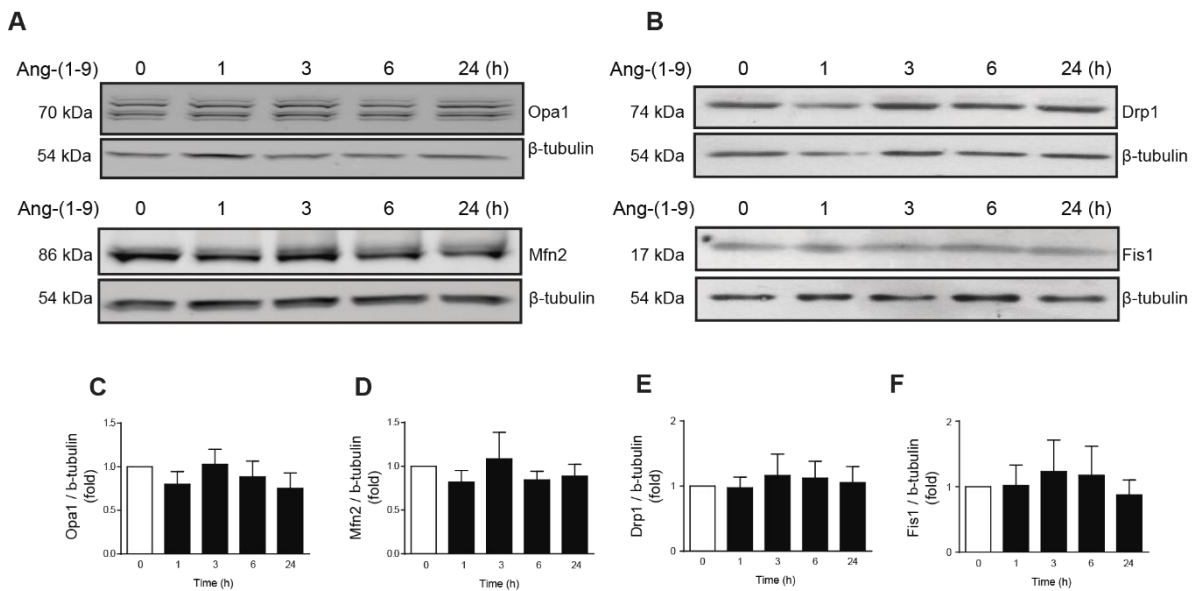 A
Ang-(1-9) 0 1 3 6 24 (h)
70 kDa Opa1
54 kDa β-tubulin
Ang-(1-9) 0 1 3 6 24 (h)
86 kDa Mfn2
54 kDa β-tubulin
B
Ang-(1-9) 0 1 3 6 24 (h)
74 kDa Drp1
54 kDa β-tubulin
Ang-(1-9) 0 1 3 6 24 (h)
17 kDa Fis1
54 kDa β-tubulin
C
Opa1 / b-tubulin
(fold)
1.5
1.0
0.5
0.0
0 1 3 6 24
Time (h)
D
Mfn2 / b-tubulin
(fold)
1.5
1.0
0.5
0.0
0 1 3 6 24
Time (h)
E
Drp1 / b-tubulin
(fold)
2
1
0
0 1 3 6 24
Time (h)
F
Fis1 / b-tubulin
(fold)
2
1
0
0 1 3 6 24
Time (h)